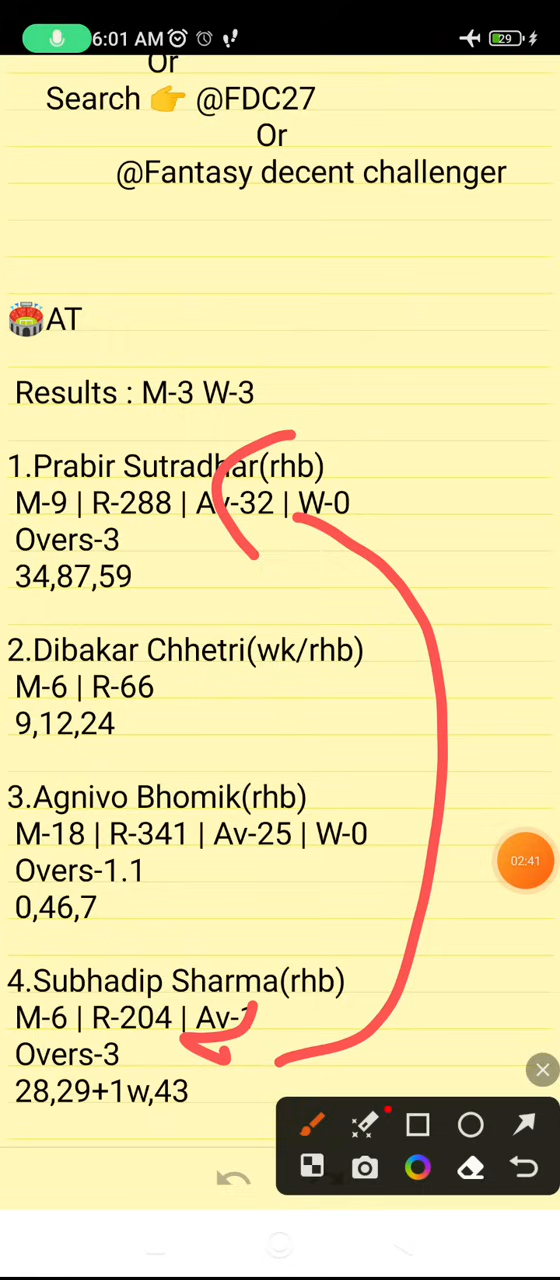 6:01 AM
29
Or
Search 👉 @FDC27
Or
@Fantasy decent challenger
🏟️AT
Results : M-3 W-3
1.Prabir Sutradhar(rhb)
M-9 | R-288 | Av-32 | W-0
Overs-3
34,87,59
2.Dibakar Chhetri(wk/rhb)
M-6 | R-66
9,12,24
3.Agnivo Bhomik(rhb)
M-18 | R-341 | Av-25 | W-0
Overs-1.1
0,46,7
02:41
4.Subhadip Sharma(rhb)
M-6 | R-204 | Av-
Overs-3
28,29+1w,43